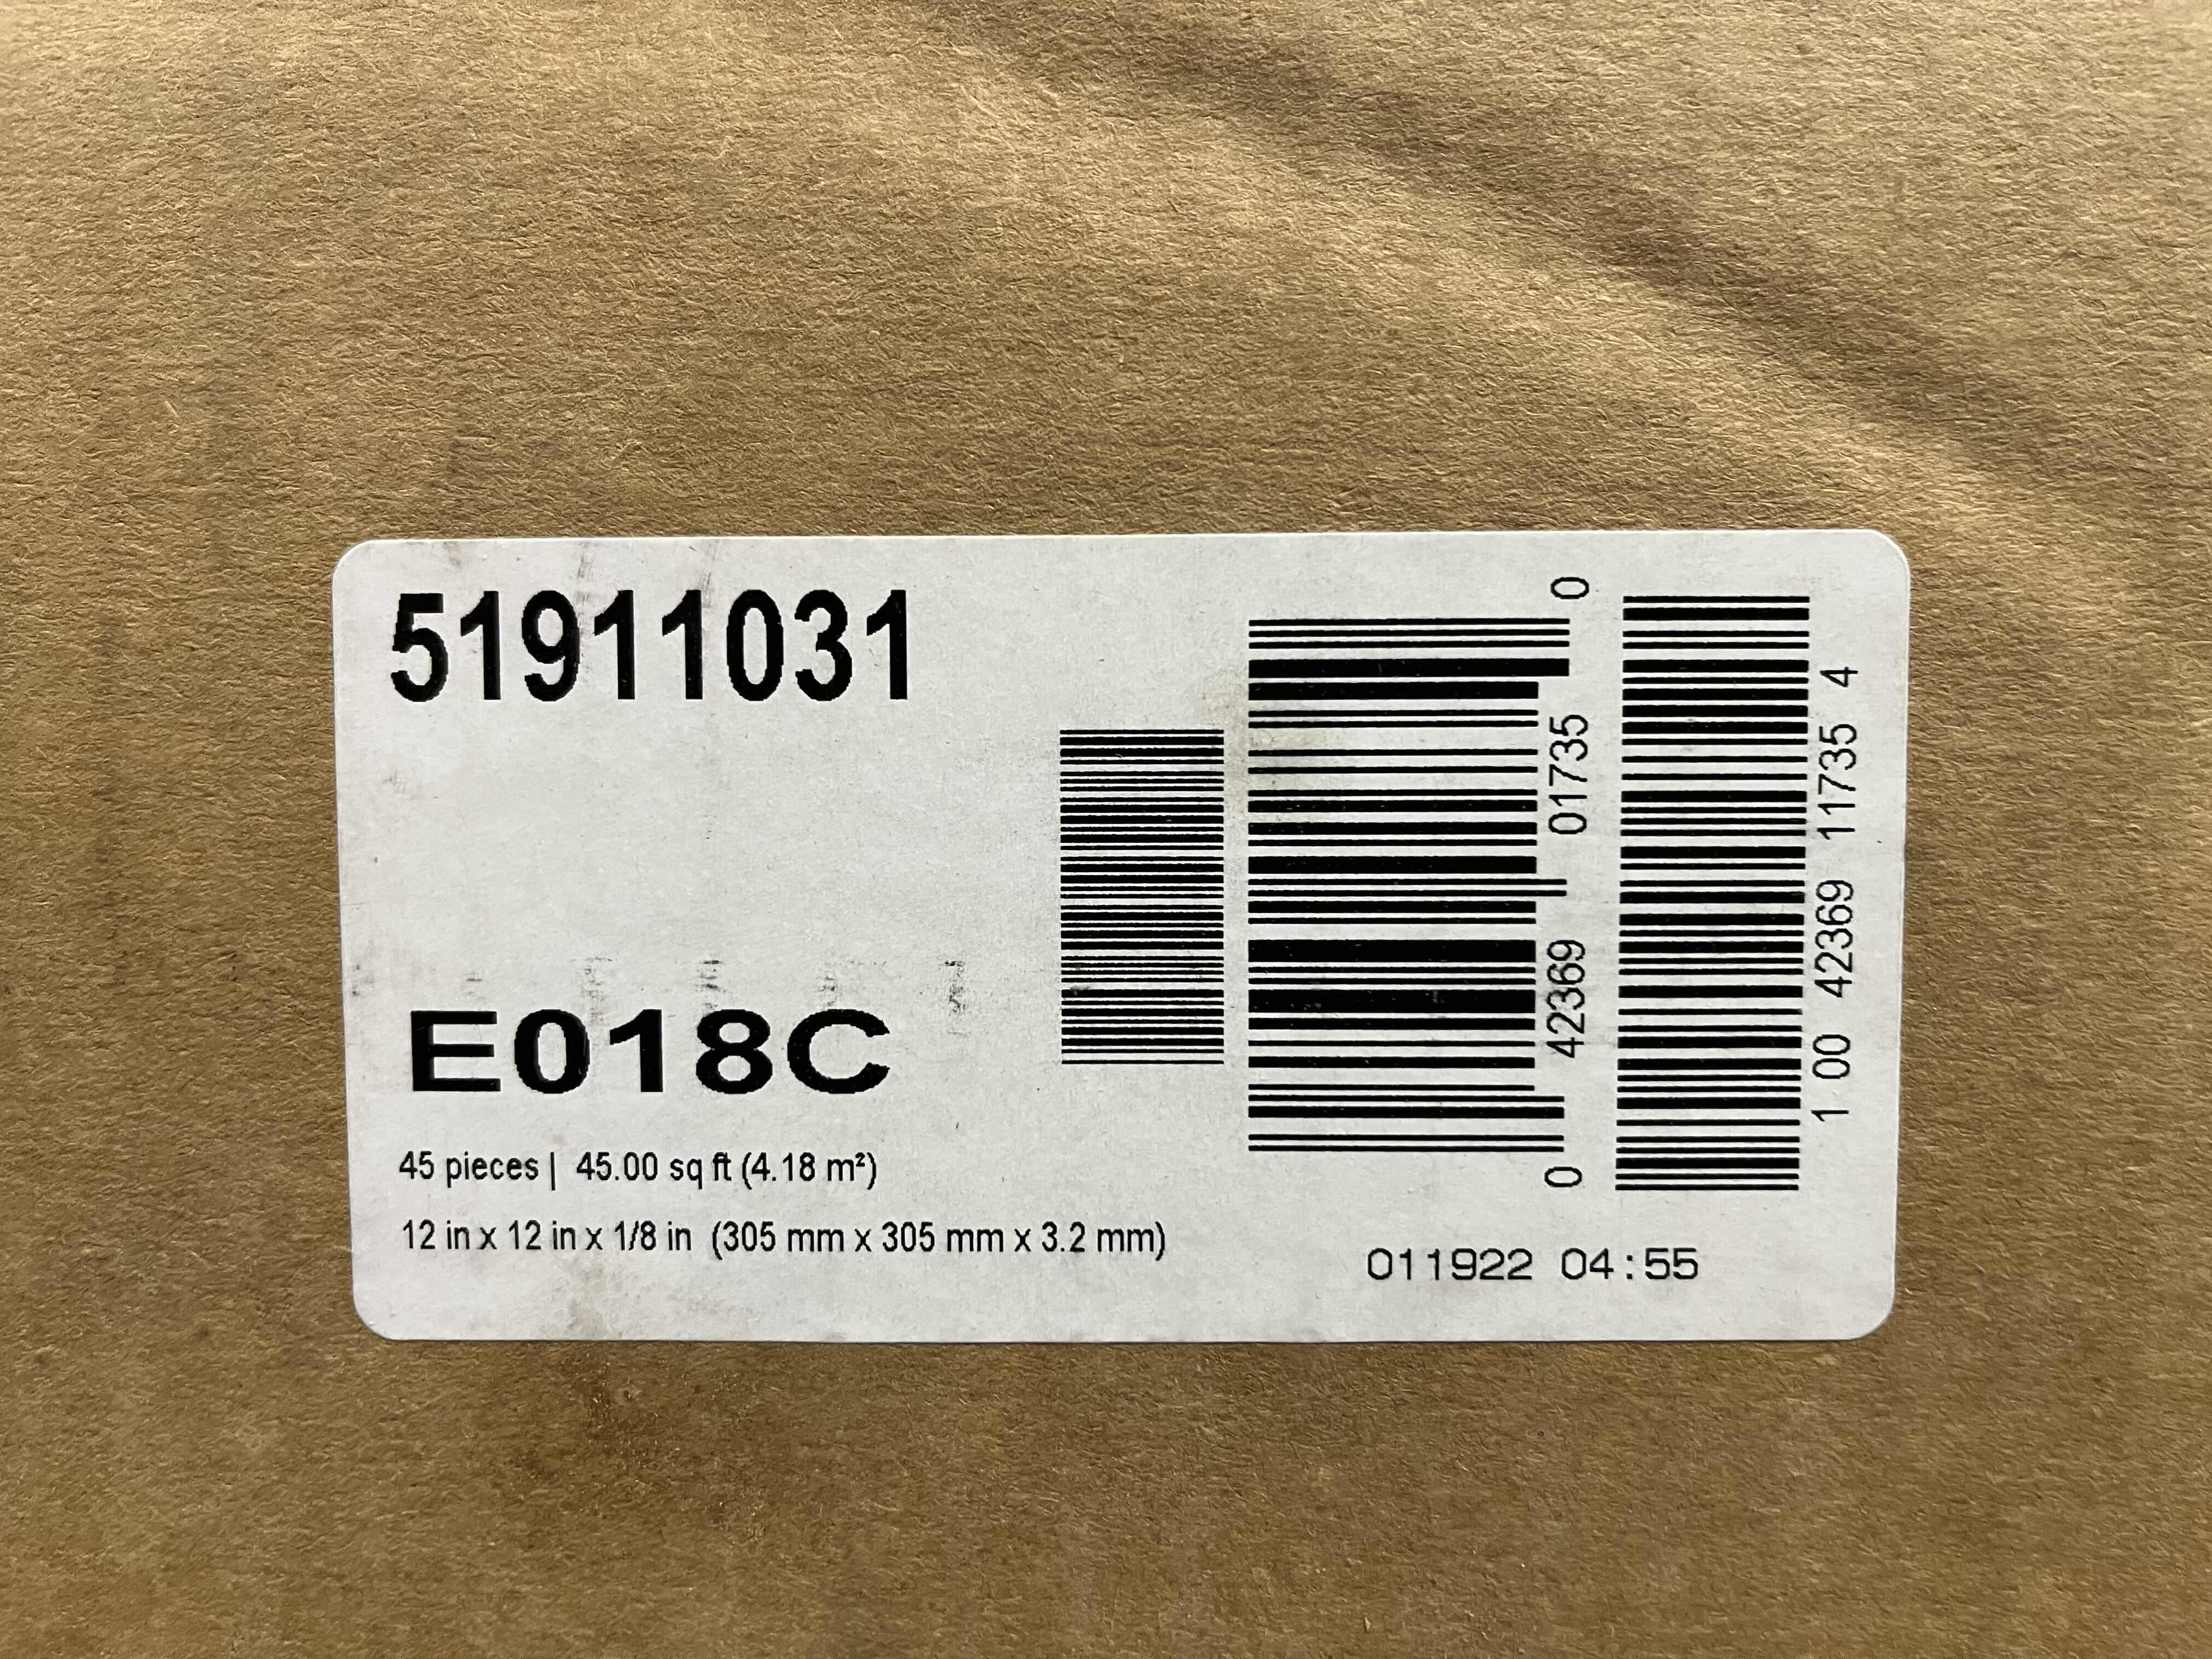 51911031
E018C
45 pieces | 45.00 sq ft (4.18 m²)
12 in x 12 in x 1/8 in (305 mm x 305 mm x 3.2 mm)
0 42369 01735 0
1 00 42369 11735 4
011922 04:55